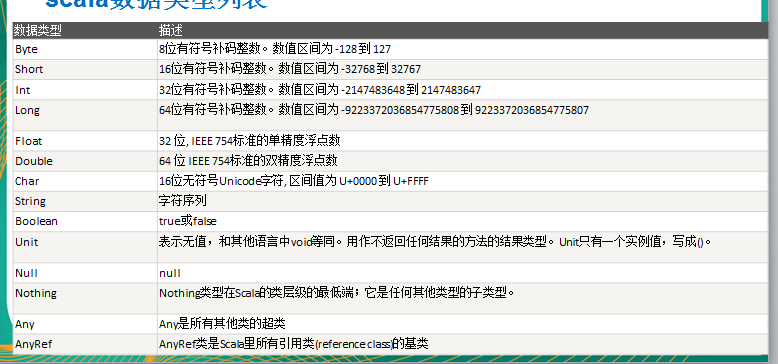 scala数据类型列表
数据类型 描述
Byte 8位有符号补码整数。数值区间为 -128 到 127
Short 16位有符号补码整数。数值区间为 -32768 到 32767
Int 32位有符号补码整数。数值区间为 -2147483648 到 2147483647
Long 64位有符号补码整数。数值区间为 -9223372036854775808 到 9223372036854775807
Float 32 位, IEEE 754标准的单精度浮点数
Double 64 位 IEEE 754标准的双精度浮点数
Char 16位无符号Unicode字符, 区间值为 U+0000 到 U+FFFF
String 字符序列
Boolean true或false
Unit 表示无值，和其他语言中void等同。用作不返回任何结果的方法的结果类型。Unit只有一个实例值，写成()。
Null null
Nothing Nothing类型在Scala的类层级的最低端；它是任何其他类型的子类型。
Any Any是所有其他类的超类
AnyRef AnyRef类是Scala里所有引用类(reference class)的基类